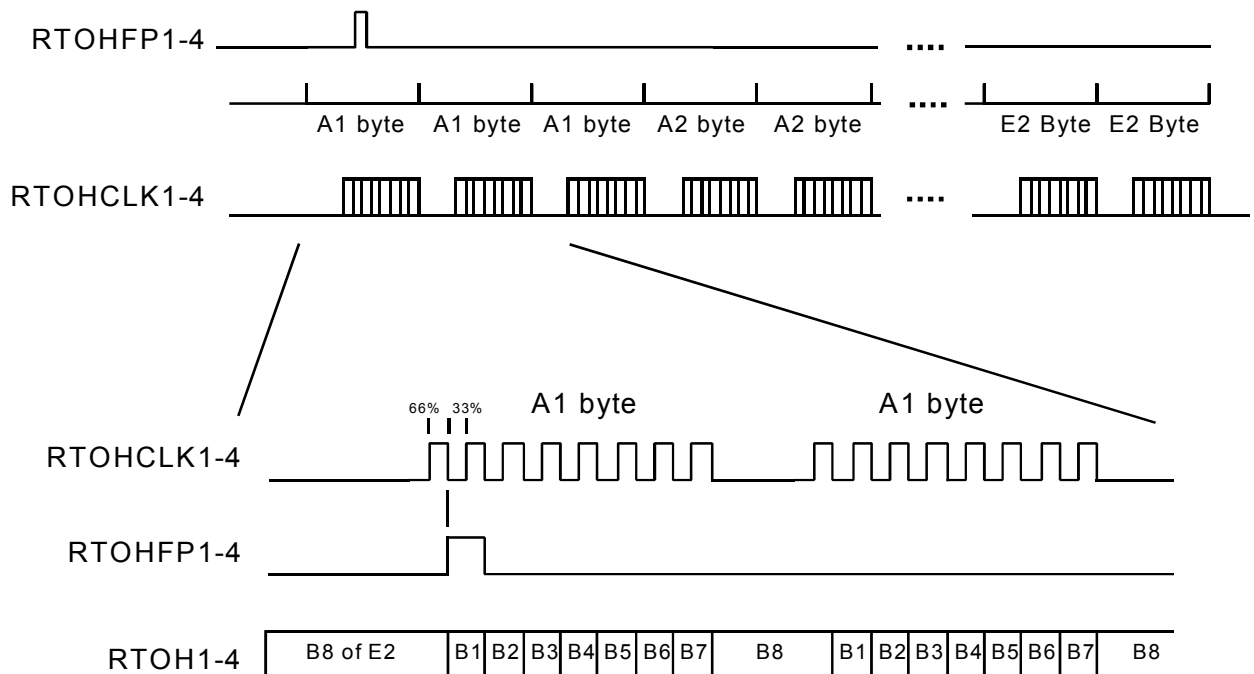 RTOHFP1-4
A1 byte A1 byte A1 byte A2 byte A2 byte E2 Byte E2 Byte
RTOHCLK1-4
66% 33% A1 byte A1 byte
RTOHCLK1-4
RTOHFP1-4
RTOH1-4 B8 of E2 B1 B2 B3 B4 B5 B6 B7 B8 B1 B2 B3 B4 B5 B6 B7 B8